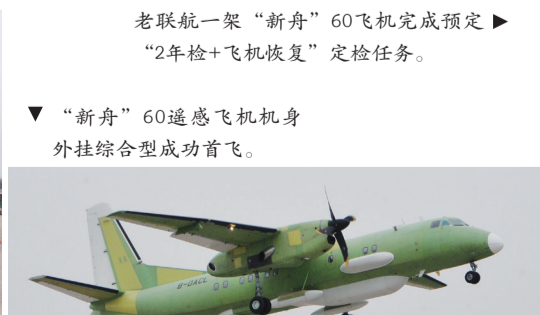 老联航一架“新舟”60飞机完成预定 ▶
“2年检+飞机恢复”定检任务。
▼ “新舟”60遥感飞机机身
外挂综合型成功首飞。